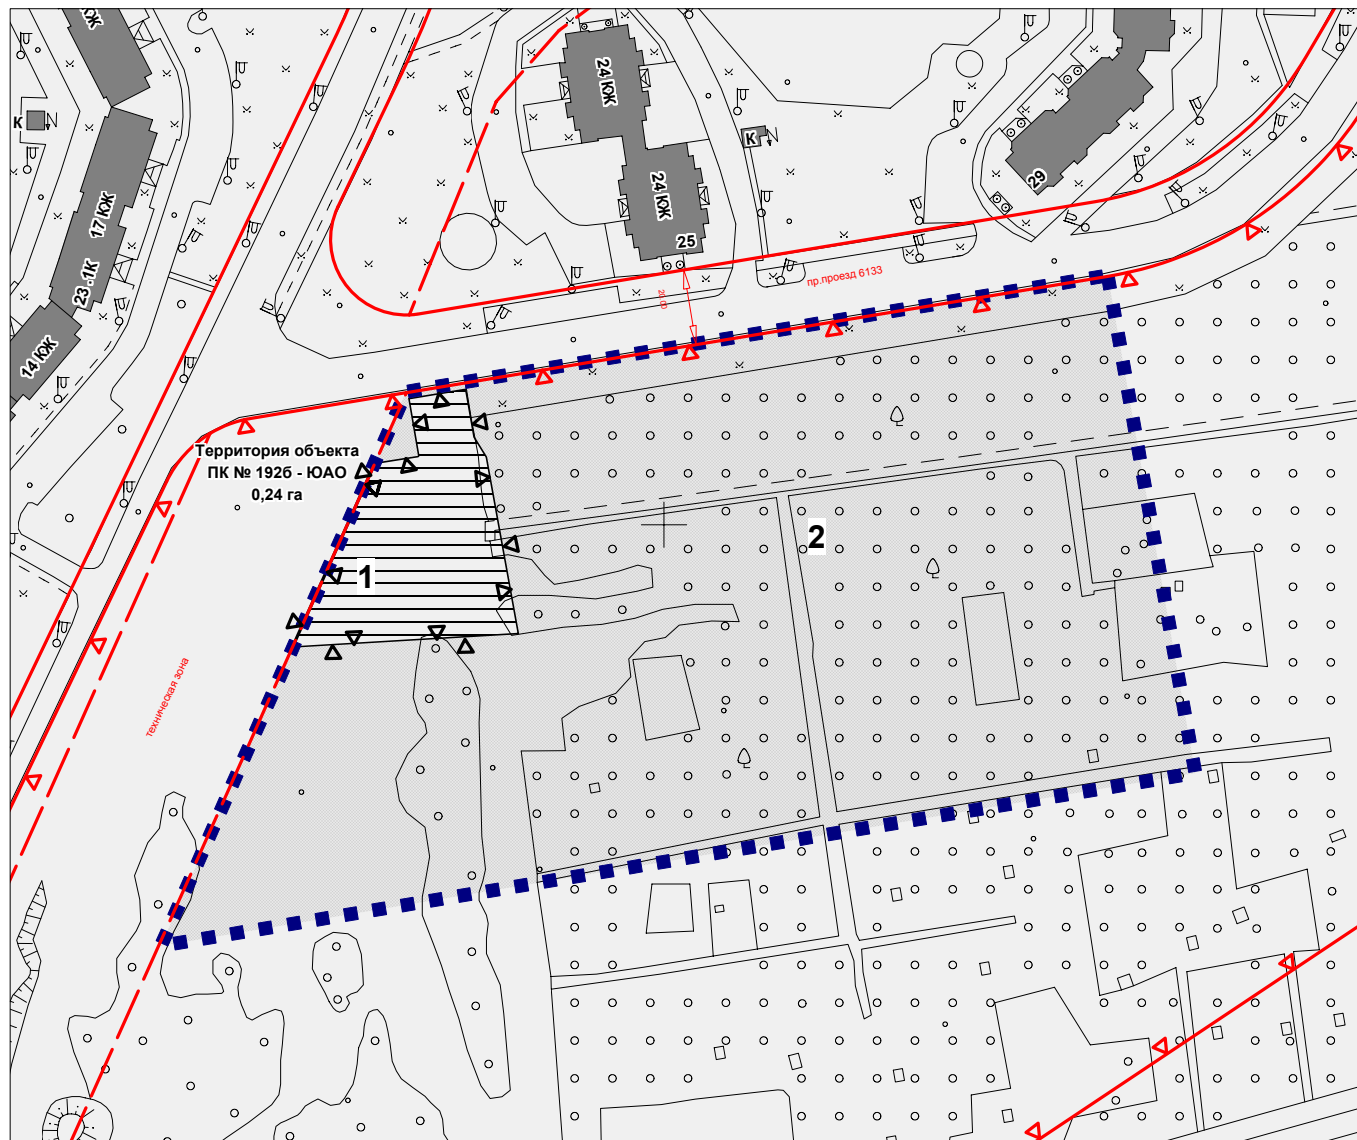 КЖ
К
17 КЖ
23 .1К
14 КЖ
24 КЖ
24 КЖ
25
К
29
пр.проезд 6133
Территория объекта
ПК № 192б - ЮАО
0,24 га
1
2
техническая зона